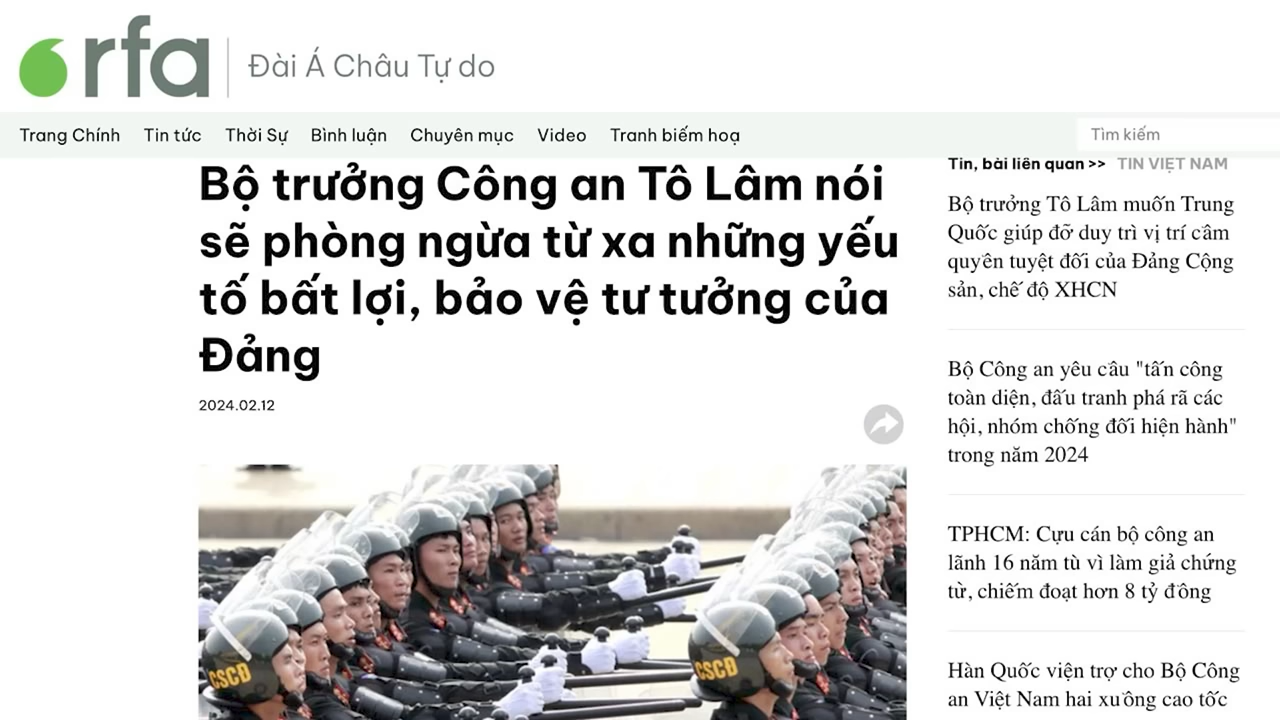 rfa
Đài Á Châu Tự do
Trang Chính Tin tức Thời Sự Bình luận Chuyên mục Video Tranh biếm hoạ
Tìm kiếm
Bộ trưởng Công an Tô Lâm nói
sẽ phòng ngừa từ xa những yếu
tố bất lợi, bảo vệ tư tưởng của
Đảng
2024.02.12
CSCĐ
CSCĐ
Tin, bài liên quan >> TIN VIỆT NAM
Bộ trưởng Tô Lâm muốn Trung
Quốc giúp đỡ duy trì vị trí cầm
quyền tuyệt đối của Đảng Cộng
sản, chế độ XHCN
Bộ Công an yêu cầu "tấn công
toàn diện, đấu tranh phá rã các
hội, nhóm chống đối hiện hành"
trong năm 2024
TPHCM: Cựu cán bộ công an
lãnh 16 năm tù vì làm giả chứng
từ, chiếm đoạt hơn 8 tỷ đồng
Hàn Quốc viện trợ cho Bộ Công
an Việt Nam hai xuồng cao tốc